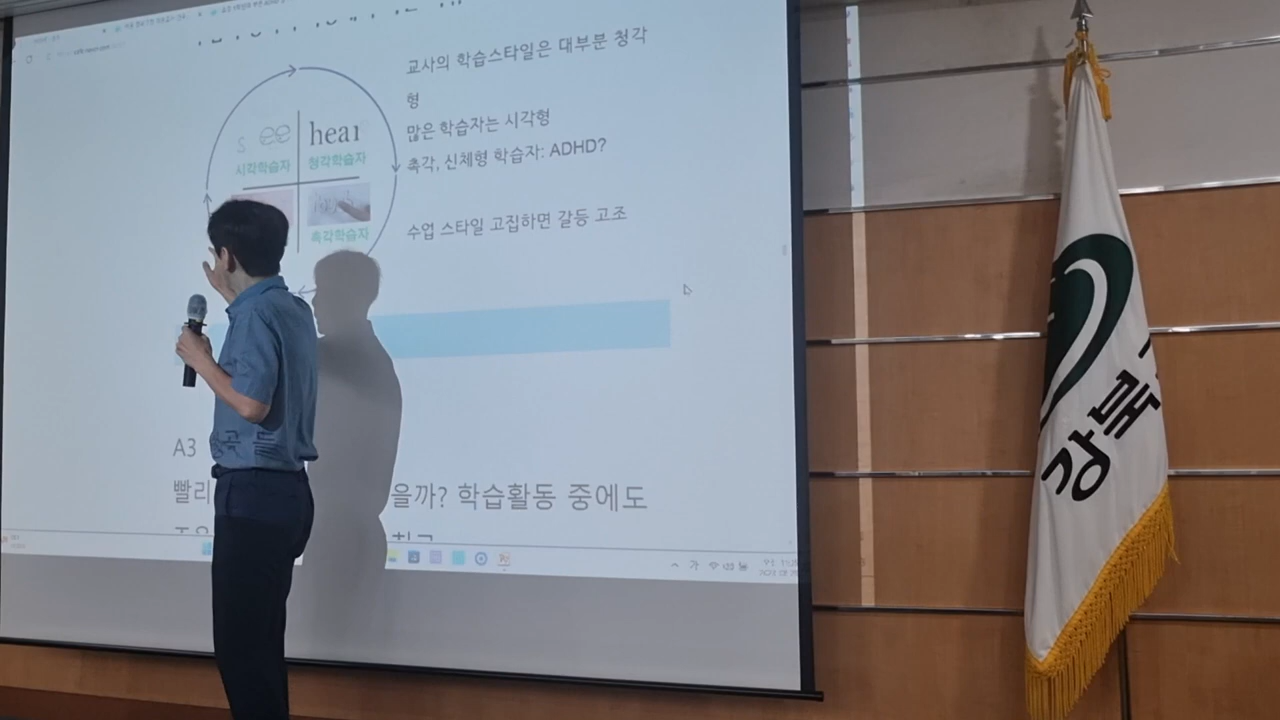 교사의 학습스타일은 대부분 청각
형
많은 학습자는 시각형
촉각, 신체형 학습자: ADHD?
수업 스타일 고집하면 갈등 고조
see
hear
시각학습자
청각학습자
촉각학습자
A3
빨리
을까? 학습활동 중에도
강북